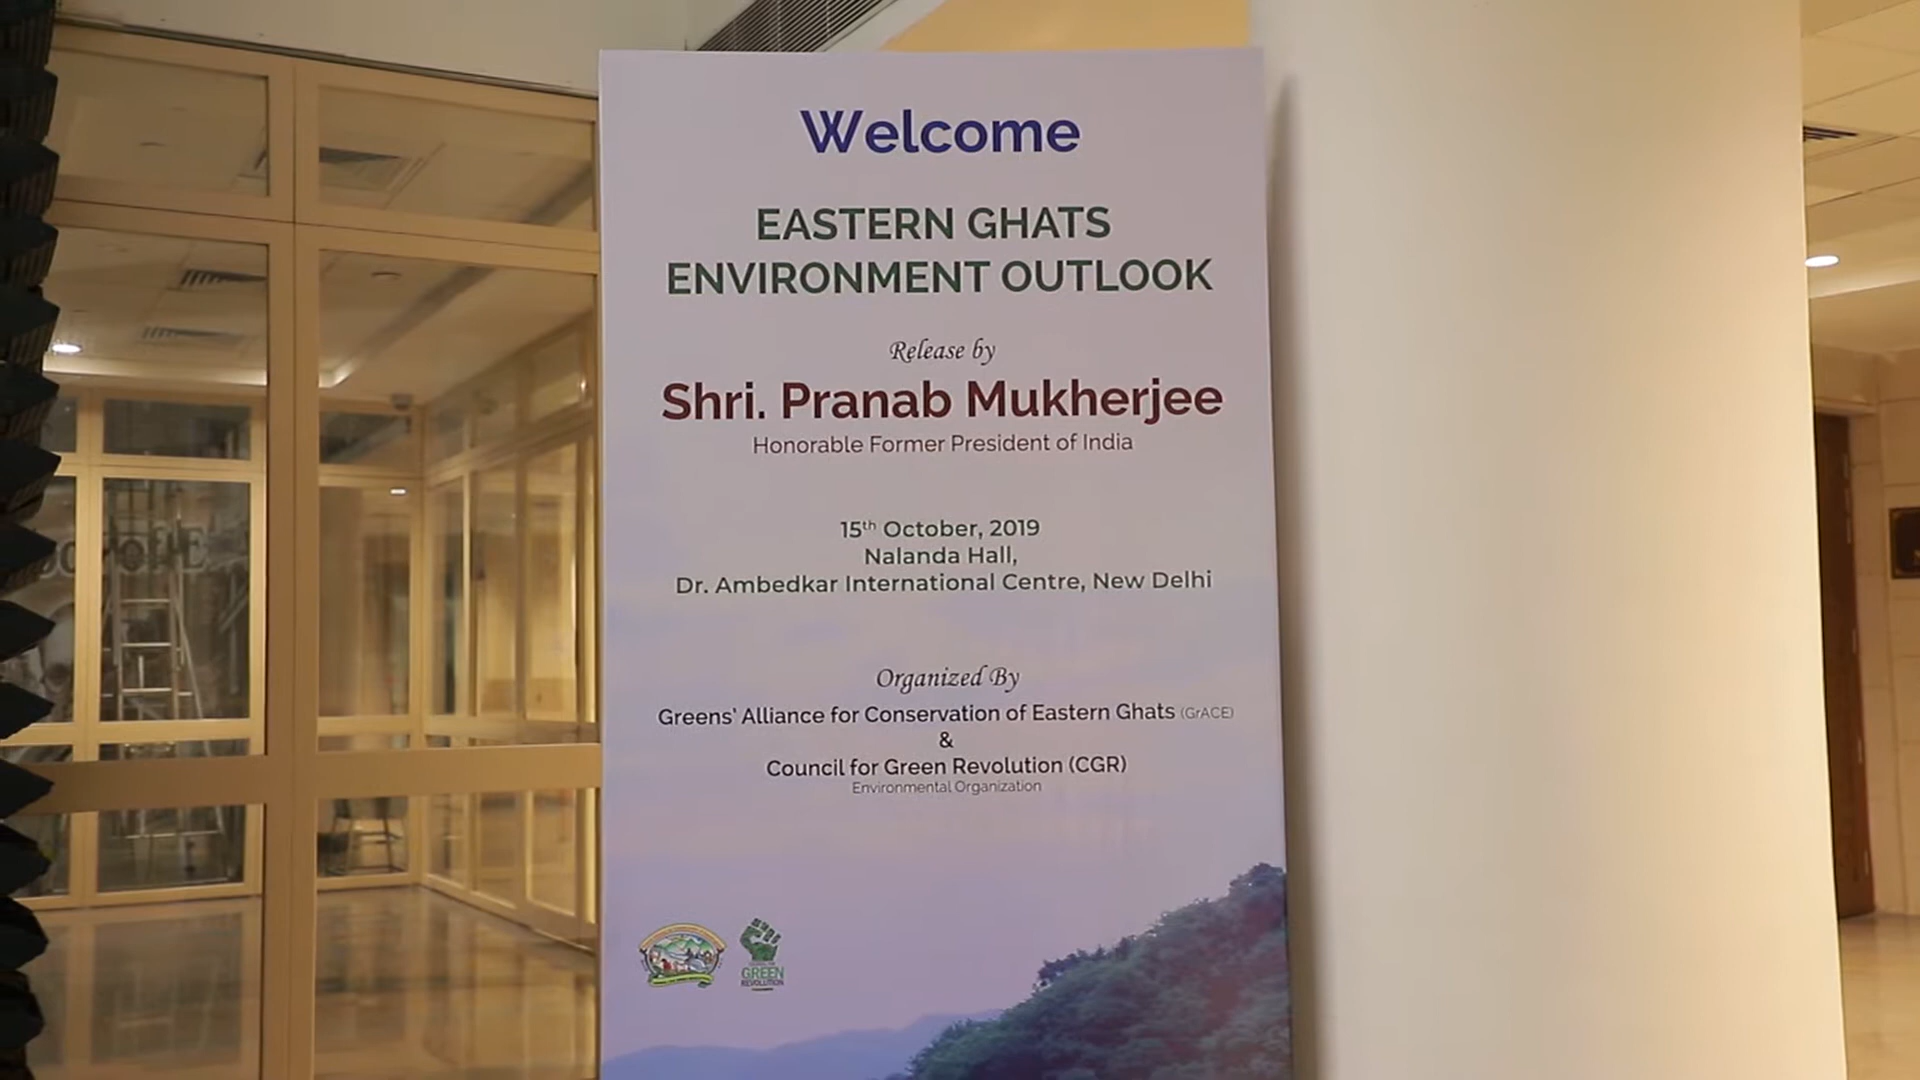 Welcome
EASTERN GHATS
ENVIRONMENT OUTLOOK
Release by
Shri. Pranab Mukherjee
Honorable Former President of India
15th October, 2019
Nalanda Hall,
Dr. Ambedkar International Centre, New Delhi
Organized By
Greens' Alliance for Conservation of Eastern Ghats (GrACE)
&
Council for Green Revolution (CGR)
Environmental Organization
GREEN
REVOLUTION